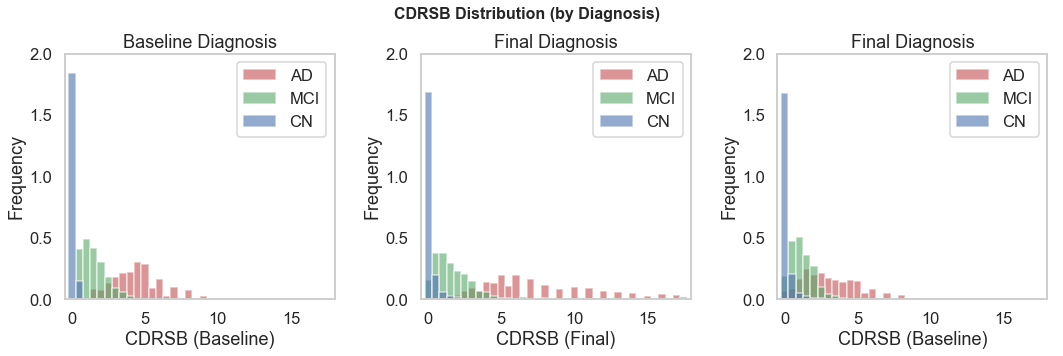 CDRSB Distribution (by Diagnosis)
Baseline Diagnosis
2.0
1.5
1.0
0.5
0.0
Frequency
AD
MCI
CN
0 5 10 15
CDRSB (Baseline)
Final Diagnosis
2.0
1.5
1.0
0.5
0.0
Frequency
AD
MCI
CN
0 5 10 15
CDRSB (Final)
Final Diagnosis
2.0
1.5
1.0
0.5
0.0
Frequency
AD
MCI
CN
0 5 10 15
CDRSB (Baseline)